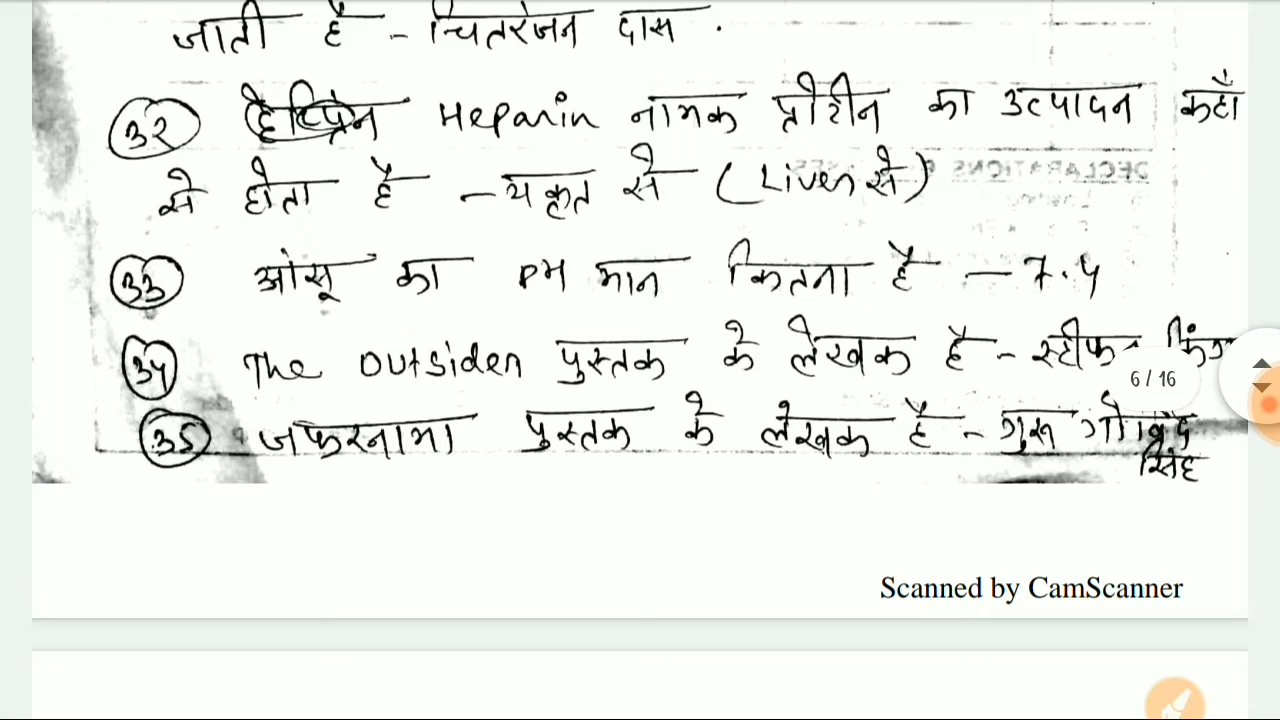 जाती है - चितरंजन दास .
32 Heparin नामक प्रोटीन का उत्पादन कहाँ
से होता है - यकृत से (Liver से)
33 आंसू का PH मान कितना है - 7.4
34 The Outsider पुस्तक के लेखक है - स्टीफन किंग
6 / 16
35 जफरनामा पुस्तक के लेखक है - गुरु गोविंद
सिंह
Scanned by CamScanner